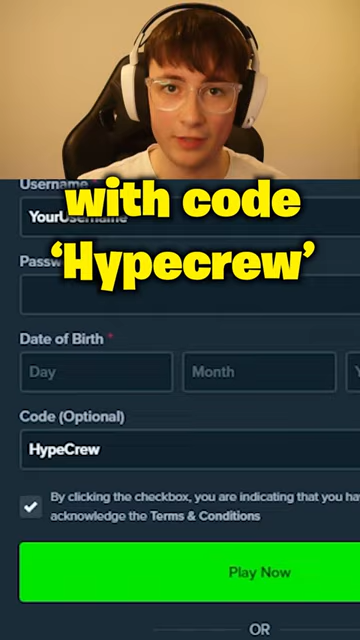 Username
with code
YourUsername
Passw
'Hypecrew'
Date of Birth *
Day
Month
Y
Code (Optional)
HypeCrew
By clicking the checkbox, you are indicating that you ha
acknowledge the Terms & Conditions
Play Now
OR